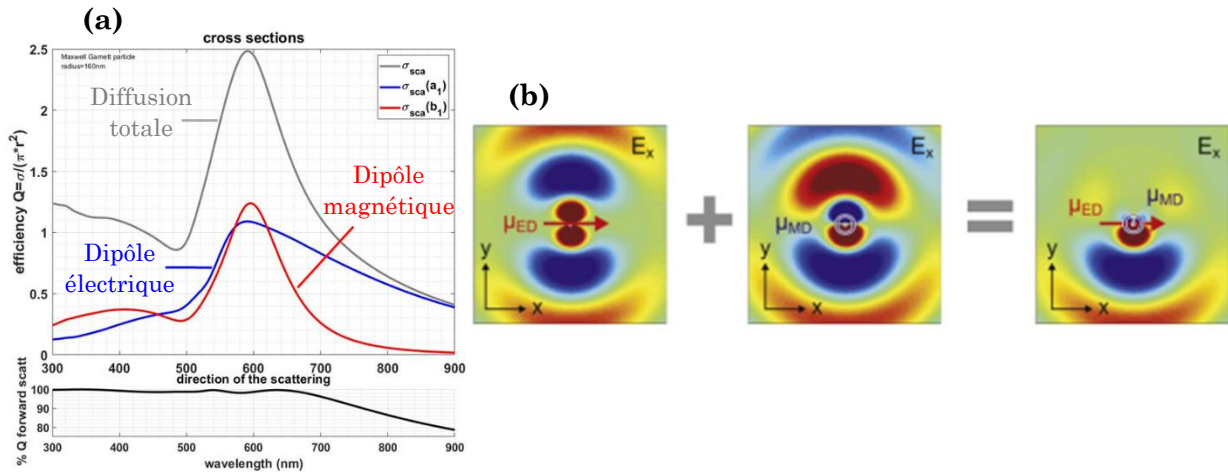 (a)
cross sections
Maxwell Garnett particle
radius=160nm
σsca
σsca(a1)
σsca(b1)
Diffusion
totale
Dipôle
magnétique
Dipôle
électrique
efficiency Q=σ/(π*r²)
2.5
2
1.5
1
0.5
0
300 400 500 600 700 800 900
direction of the scattering
% Q forward scatt
100
90
80
300 400 500 600 700 800 900
wavelength (nm)
(b)
Ex
μED
y
x
Ex
μMD
y
x
Ex
μED μMD
y
x